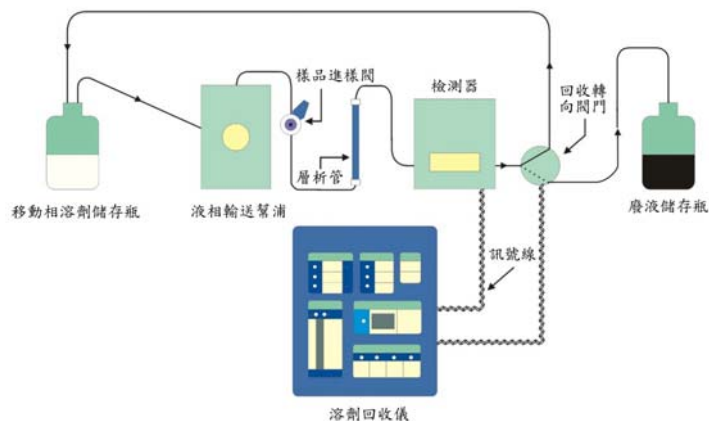 樣品進樣閥
檢測器
回收轉
向閥門
層析管
移動相溶劑儲存瓶
液相輸送幫浦
廢液儲存瓶
訊號線
溶劑回收儀